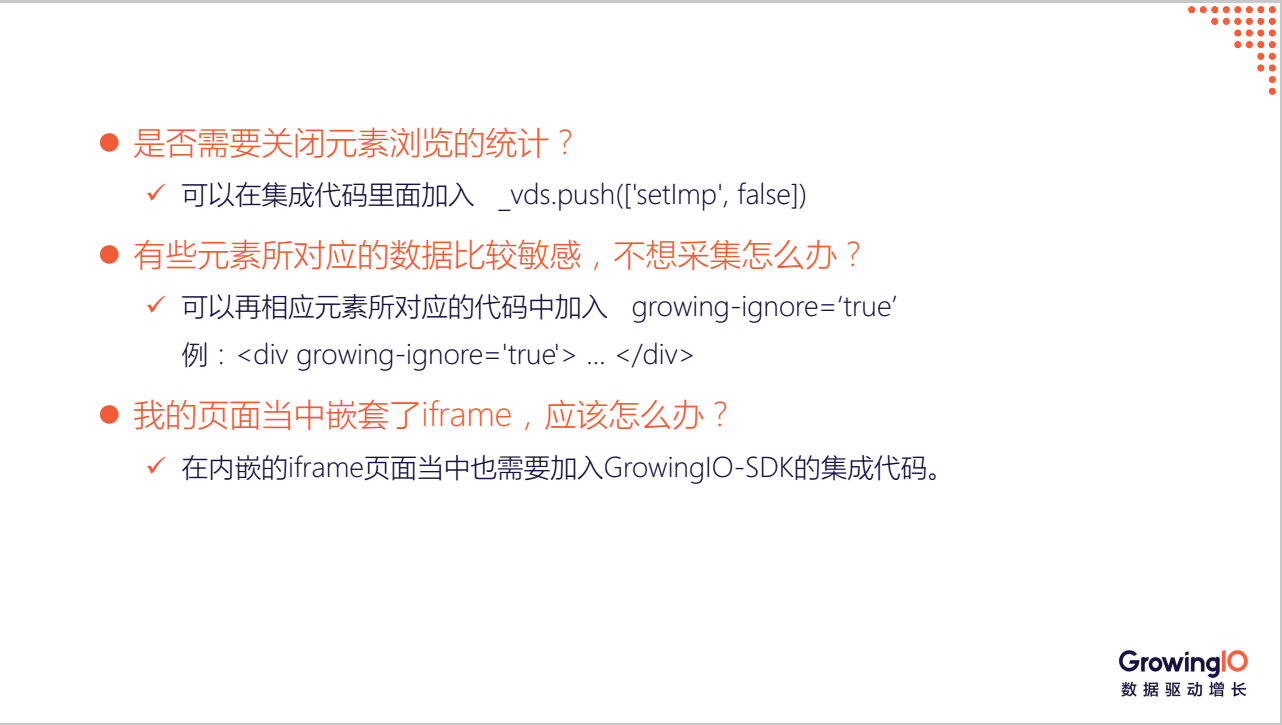 是否需要关闭元素浏览的统计？
可以在集成代码里面加入 _vds.push(['setImp', false])
有些元素所对应的数据比较敏感，不想采集怎么办？
可以再相应元素所对应的代码中加入 growing-ignore=‘true’
例：<div growing-ignore='true'> ... </div>
我的页面当中嵌套了iframe，应该怎么办？
在内嵌的iframe页面当中也需要加入GrowingIO-SDK的集成代码。
GrowingIO
数据驱动增长